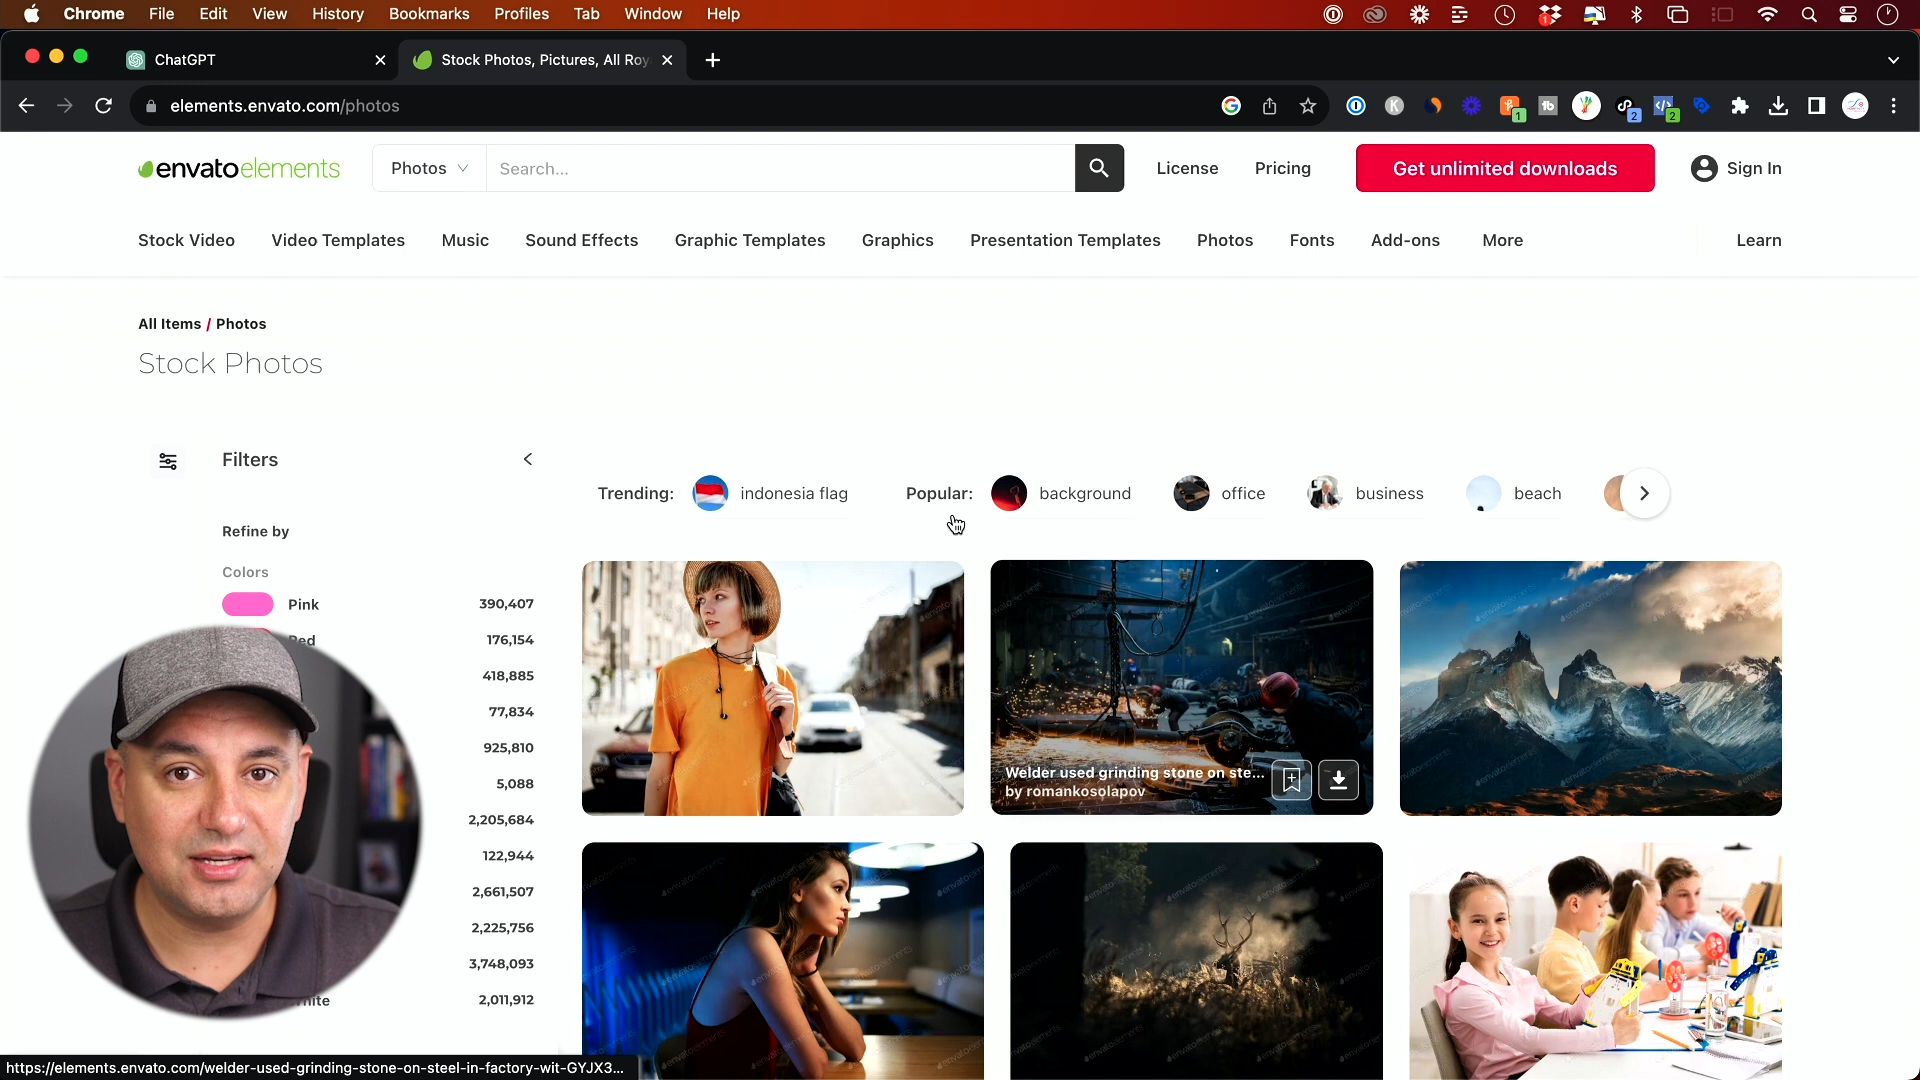 Chrome File Edit View History Bookmarks Profiles Tab Window Help
1
ChatGPT
Stock Photos, Pictures, All Roy
elements.envato.com/photos
1 2 2
envatoelements
Photos
Search...
License
Pricing
Get unlimited downloads
Sign In
Stock Video
Video Templates
Music
Sound Effects
Graphic Templates
Graphics
Presentation Templates
Photos
Fonts
Add-ons
More
Learn
All Items / Photos
Stock Photos
Filters
Trending:
indonesia flag
Popular:
background
office
business
beach
Refine by
Colors
Pink 390,407
176,154
418,885
77,834
925,810
5,088
2,205,684
122,944
2,661,507
2,225,756
3,748,093
2,011,912
Welder used grinding stone on ste...
by romankosolapov
https://elements.envato.com/welder-used-grinding-stone-on-steel-in-factory-wit-GYJX3...